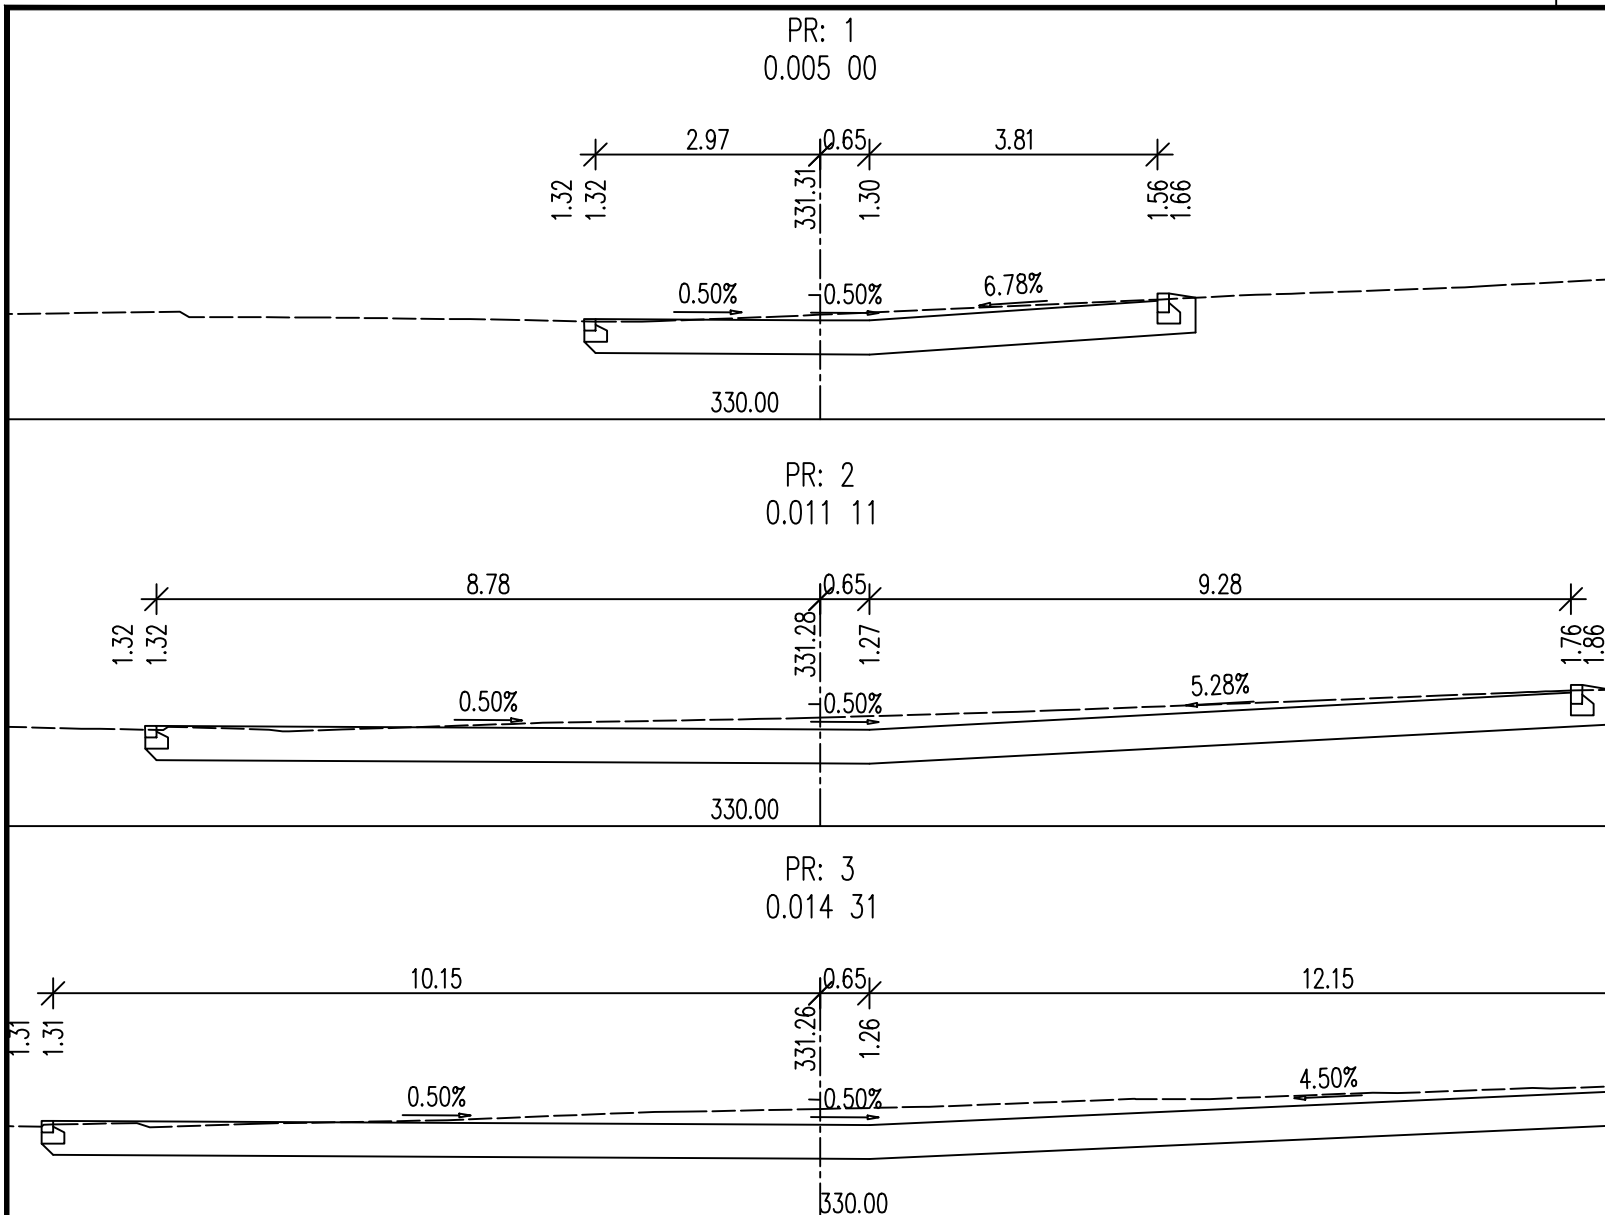 PR: 1
0.005 00
2.97 0.65 3.81
1.32 1.32 331.31 1.30 1.56 1.66
0.50% 0.50% 6.78%
330.00
PR: 2
0.011 11
8.78 0.65 9.28
1.32 1.32 331.28 1.27 1.76 1.86
0.50% 0.50% 5.28%
330.00
PR: 3
0.014 31
10.15 0.65 12.15
1.31 1.31 331.26 1.26
0.50% 0.50% 4.50%
330.00